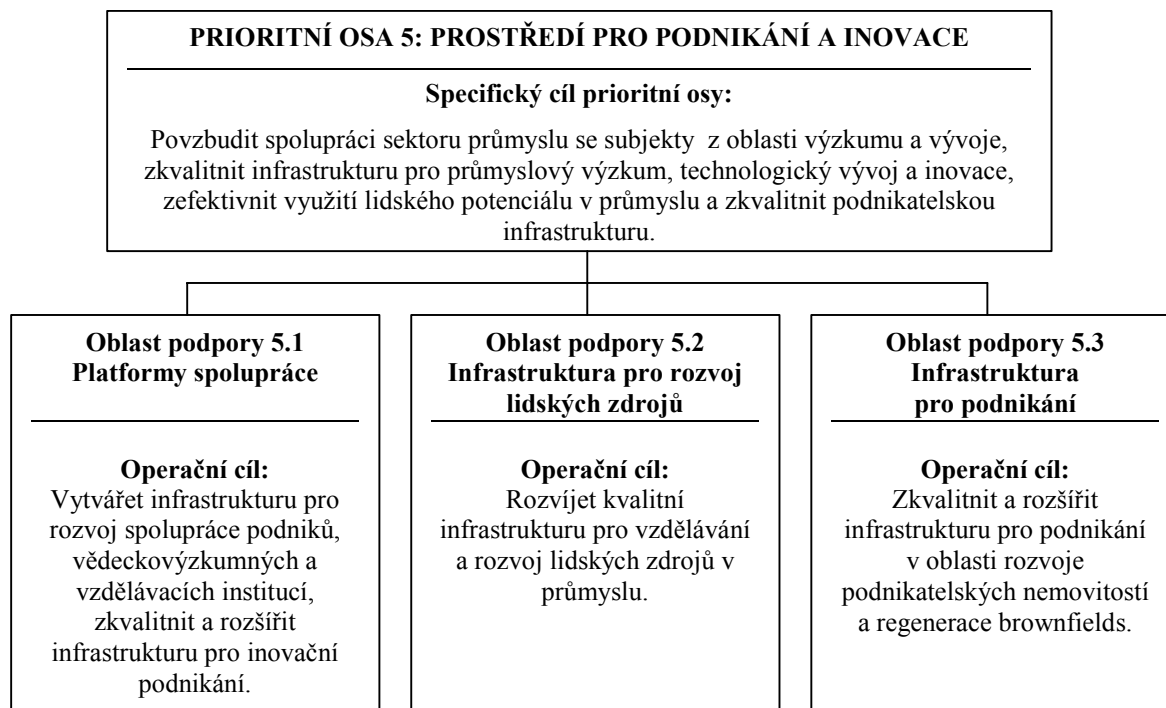 PRIORITNÍ OSA 5: PROSTŘEDÍ PRO PODNIKÁNÍ A INOVACE
Specifický cíl prioritní osy:
Povzbudit spolupráci sektoru průmyslu se subjekty z oblasti výzkumu a vývoje,
zkvalitnit infrastrukturu pro průmyslový výzkum, technologický vývoj a inovace,
zefektivnit využití lidského potenciálu v průmyslu a zkvalitnit podnikatelskou
infrastrukturu.
Oblast podpory 5.1
Platformy spolupráce
Operační cíl:
Vytvářet infrastrukturu pro
rozvoj spolupráce podniků,
vědeckovýzkumných a
vzdělávacích institucí,
zkvalitnit a rozšířit
infrastrukturu pro inovační
podnikání.
Oblast podpory 5.2
Infrastruktura pro rozvoj
lidských zdrojů
Operační cíl:
Rozvíjet kvalitní
infrastrukturu pro vzdělávání
a rozvoj lidských zdrojů v
průmyslu.
Oblast podpory 5.3
Infrastruktura
pro podnikání
Operační cíl:
Zkvalitnit a rozšířit
infrastrukturu pro podnikání
v oblasti rozvoje
podnikatelských nemovitostí
a regenerace brownfields.